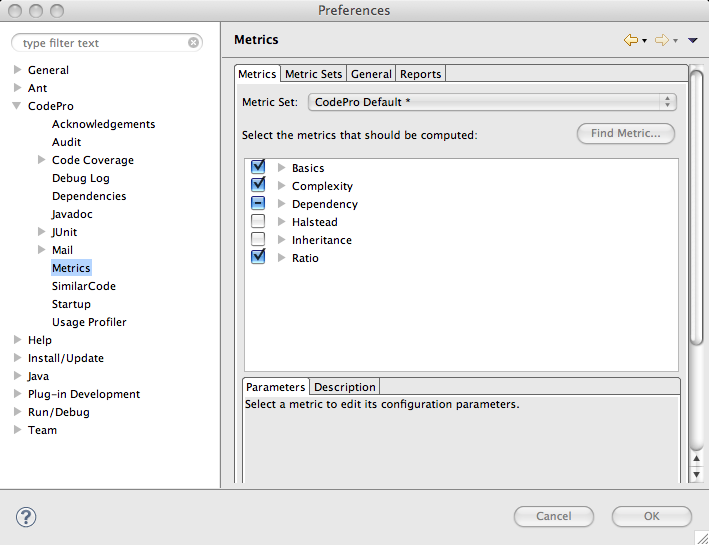 Preferences
type filter text
General
Ant
CodePro
Acknowledgements
Audit
Code Coverage
Debug Log
Dependencies
Javadoc
JUnit
Mail
Metrics
SimilarCode
Startup
Usage Profiler
Help
Install/Update
Java
Plug-in Development
Run/Debug
Team
Metrics
Metrics Metric Sets General Reports
Metric Set: CodePro Default *
Select the metrics that should be computed: Find Metric...
Basics
Complexity
Dependency
Halstead
Inheritance
Ratio
Parameters Description
Select a metric to edit its configuration parameters.
? Cancel OK